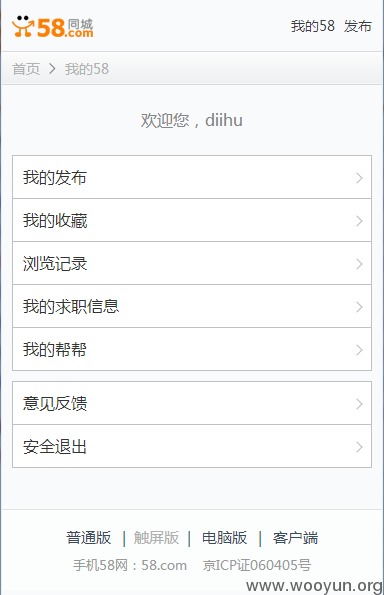 58同城.com 我的58 发布
首页 > 我的58
欢迎您，diihu
我的发布
我的收藏
浏览记录
我的求职信息
我的帮帮
意见反馈
安全退出
普通版 | 触屏版 | 电脑版 | 客户端
手机58网：58.com 京ICP证060405号
www.wooyun.org